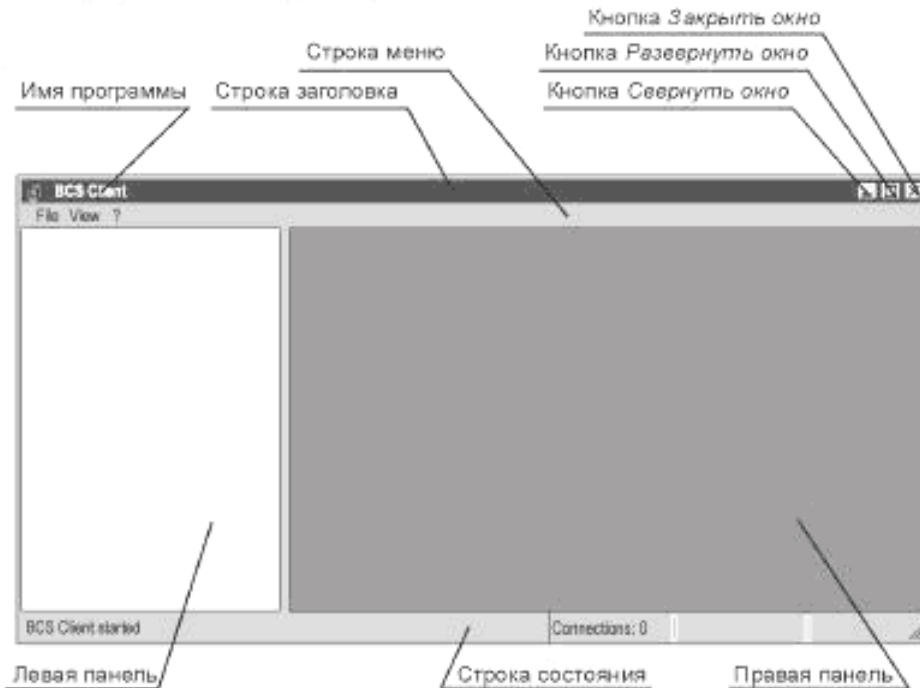 Кнопка Закрыть окно
Строка меню
Кнопка Развернуть окно
Имя программы
Строка заголовка
Кнопка Свернуть окно
BCS Client
File View ?
BCS Client started
Connections: 0
Левая панель
Строка состояния
Правая панель